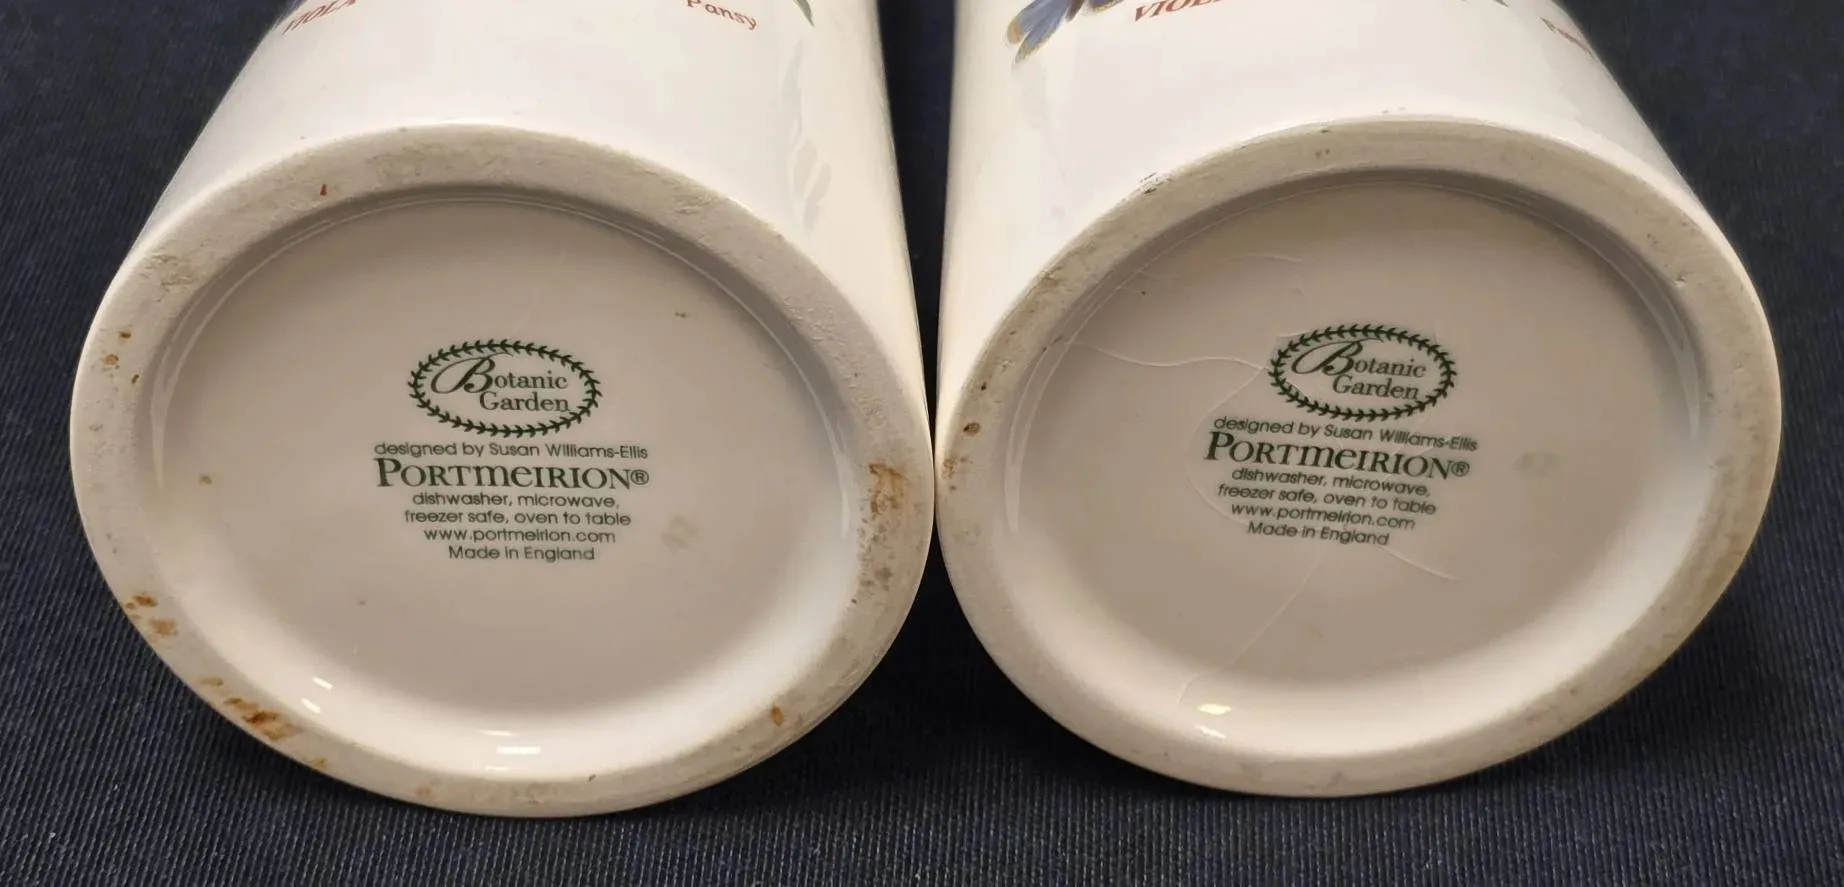 VIOLA
Pansy
Botanic
Garden
designed by Susan Williams-Ellis
PORTMEIRION®
dishwasher, microwave,
freezer safe, oven to table
www.portmeirion.com
Made in England
Botanic
Garden
designed by Susan Williams-Ellis
PORTMEIRION®
dishwasher, microwave,
freezer safe, oven to table
www.portmeirion.com
Made in England